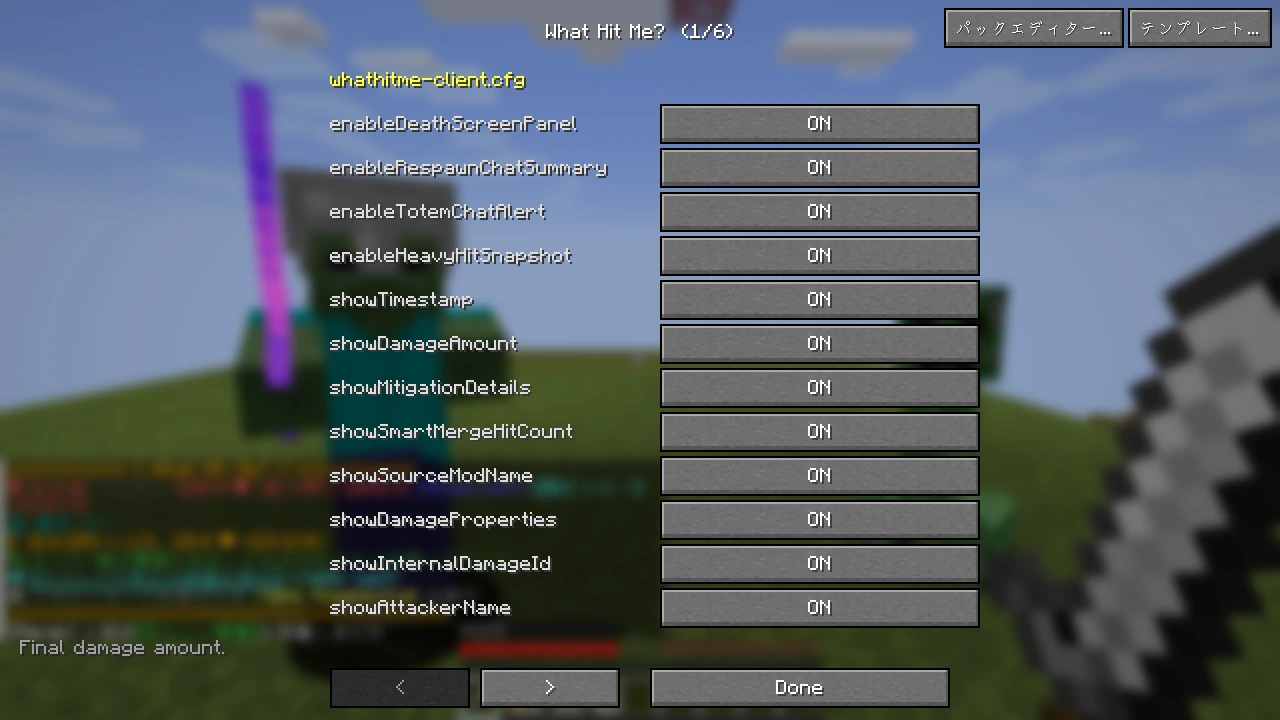 What Hit Me? (1/6)
パックエディター...
テンプレート...
whathitme-client.cfg
enableDeathScreenPanel
ON
enableRespawnChatSummary
ON
enableTotemChatAlert
ON
enableHeavyHitSnapshot
ON
showTimestamp
ON
showDamageAmount
ON
showMitigationDetails
ON
showSmartMergeHitCount
ON
showSourceModName
ON
showDamageProperties
ON
showInternalDamageId
ON
showAttackerName
ON
Final damage amount.
<
>
Done